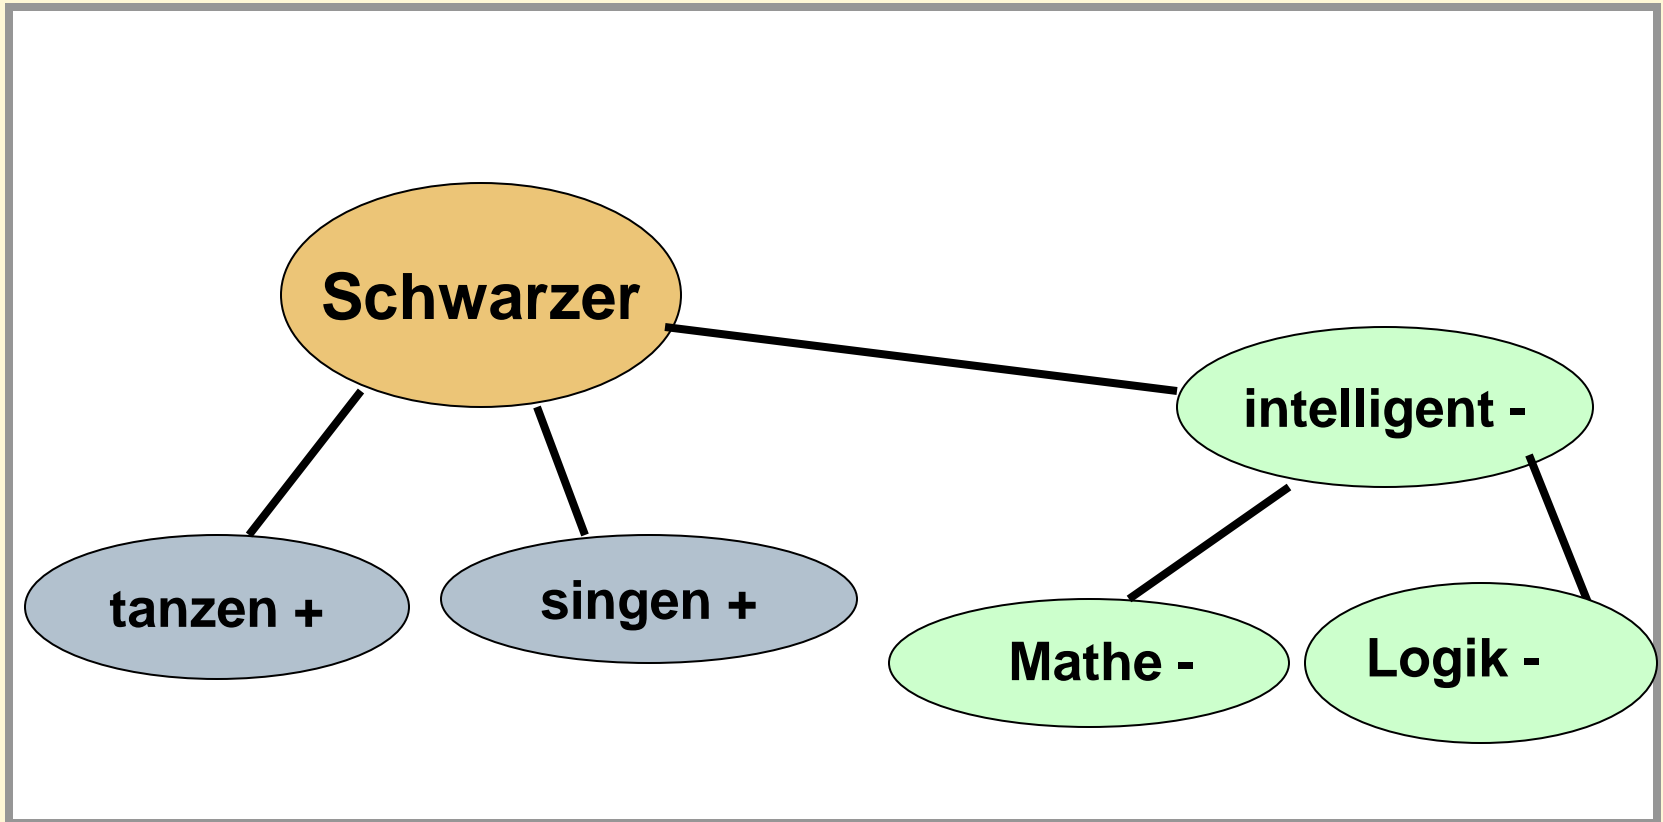 Schwarzer
intelligent -
tanzen +
singen +
Mathe -
Logik -